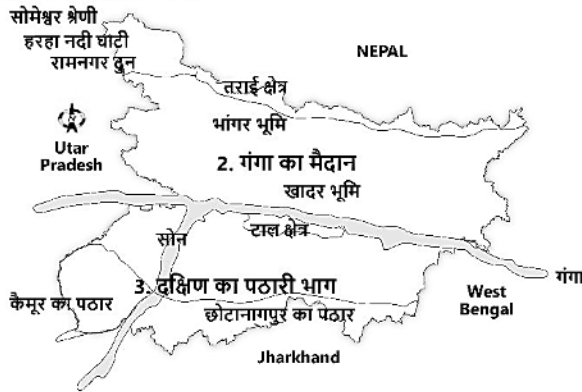 सोमेश्वर श्रेणी
हरहा नदी घाटी
रामनगर दुन
NEPAL
तराई क्षेत्र
भांगर भूमि
N
Utar
Pradesh
2. गंगा का मैदान
खादर भूमि
सोन
टाल क्षेत्र
गंगा
3. दक्षिण का पठारी भाग
West
Bengal
कैमूर का पठार
छोटानागपुर का पेठार
Jharkhand